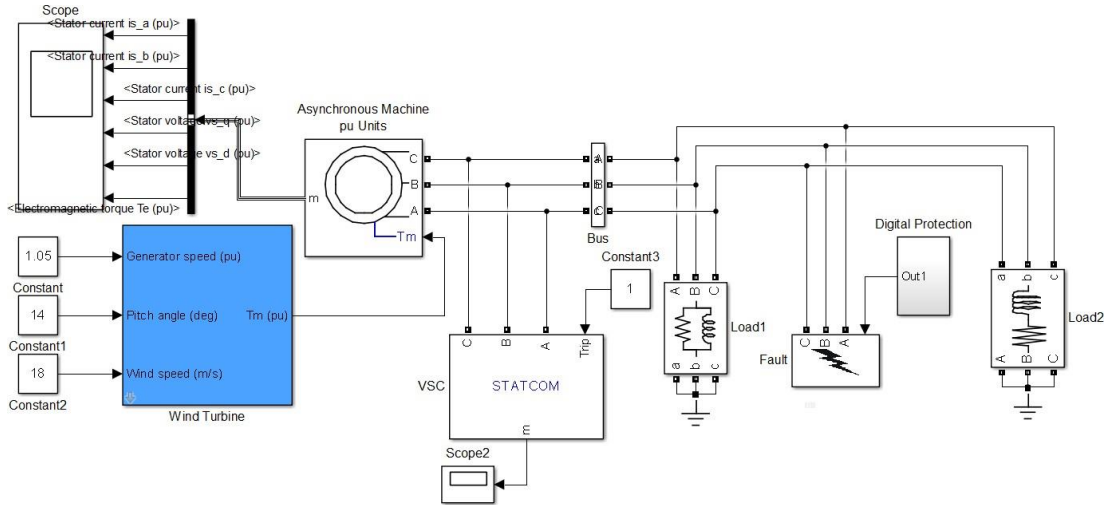 Scope
<Stator current is_a (pu)>
<Stator current is_b (pu)>
<Stator current is_c (pu)>
<Stator voltage vs_q (pu)>
<Stator voltage vs_d (pu)>
<Electromagnetic torque Te (pu)>
Asynchronous Machine
pu Units
m
C
B
A
Tm
A
B
C
Bus
1.05
Constant
14
Constant1
18
Constant2
Generator speed (pu)
Pitch angle (deg)
Wind speed (m/s)
Tm (pu)
Wind Turbine
Constant3
1
C
B
A
Trip
VSC
STATCOM
m
Scope2
A
B
C
Load1
a
b
c
Digital Protection
Out1
C
B
A
Fault
a
b
c
Load2
A
B
C